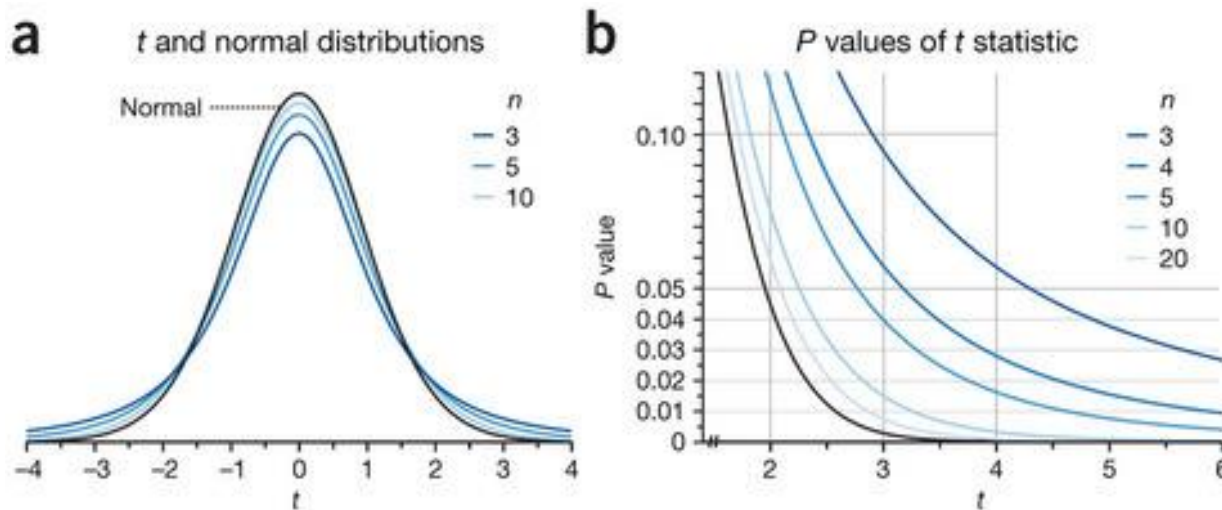 a
t and normal distributions
Normal
n
3
5
10
–4 –3 –2 –1 0 1 2 3 4
t
b
P values of t statistic
P value
0.10
0.05
0.04
0.03
0.02
0.01
0
n
3
4
5
10
20
2 3 4 5 6
t